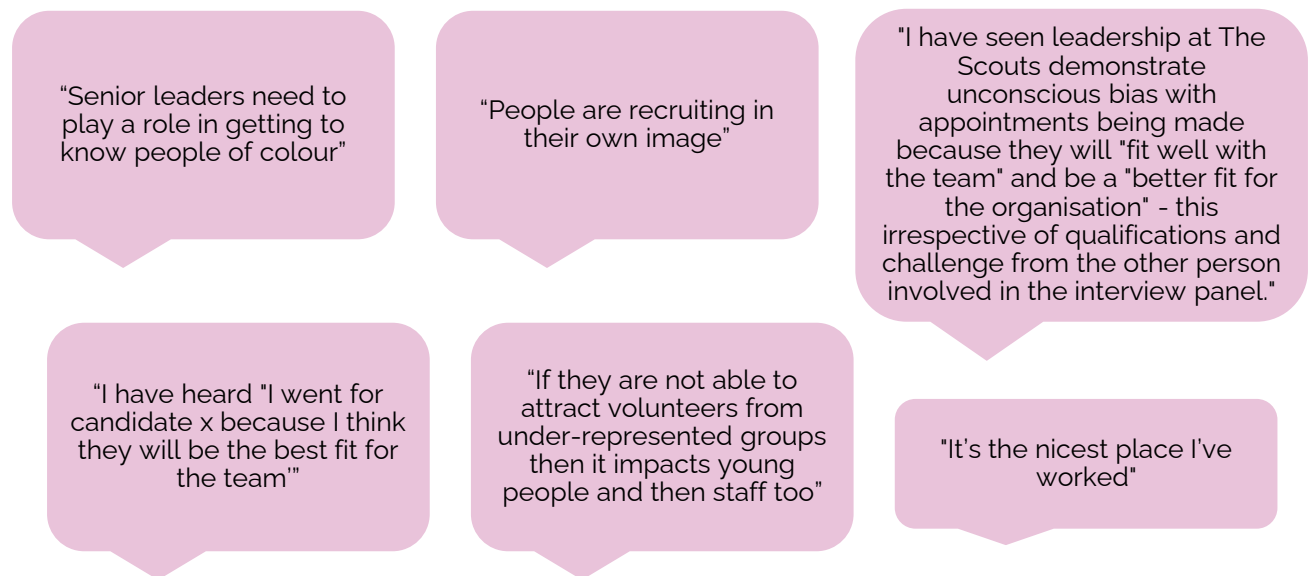 “Senior leaders need to
play a role in getting to
know people of colour”
“People are recruiting in
their own image”
"I have seen leadership at The
Scouts demonstrate
unconscious bias with
appointments being made
because they will "fit well with
the team" and be a "better fit for
the organisation" - this
irrespective of qualifications and
challenge from the other person
involved in the interview panel."
“I have heard "I went for
candidate x because I think
they will be the best fit for
the team'”
“If they are not able to
attract volunteers from
under-represented groups
then it impacts young
people and then staff too”
"It’s the nicest place I’ve
worked"